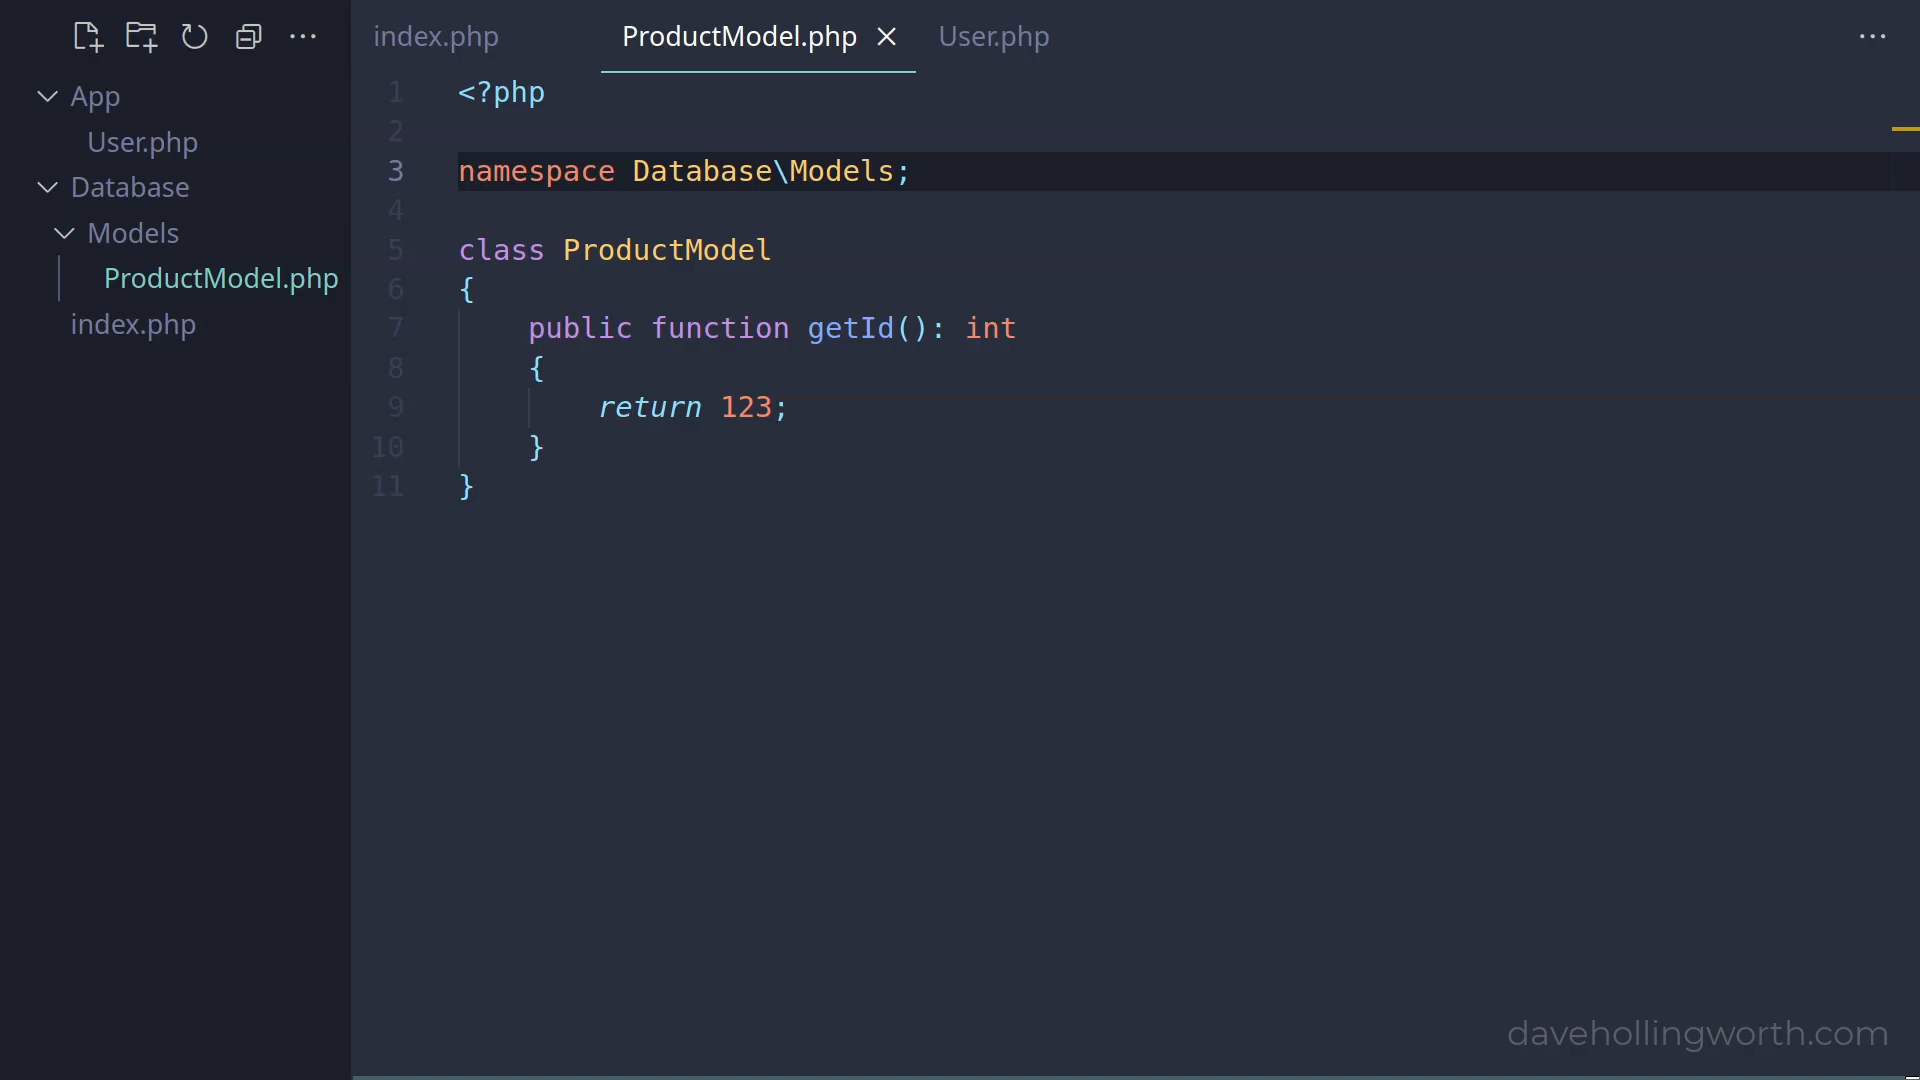 index.php
ProductModel.php
User.php
App
User.php
Database
Models
ProductModel.php
index.php
1 <?php
2
3 namespace Database\Models;
4
5 class ProductModel
6 {
7 public function getId(): int
8 {
9 return 123;
10 }
11 }
davehollingworth.com